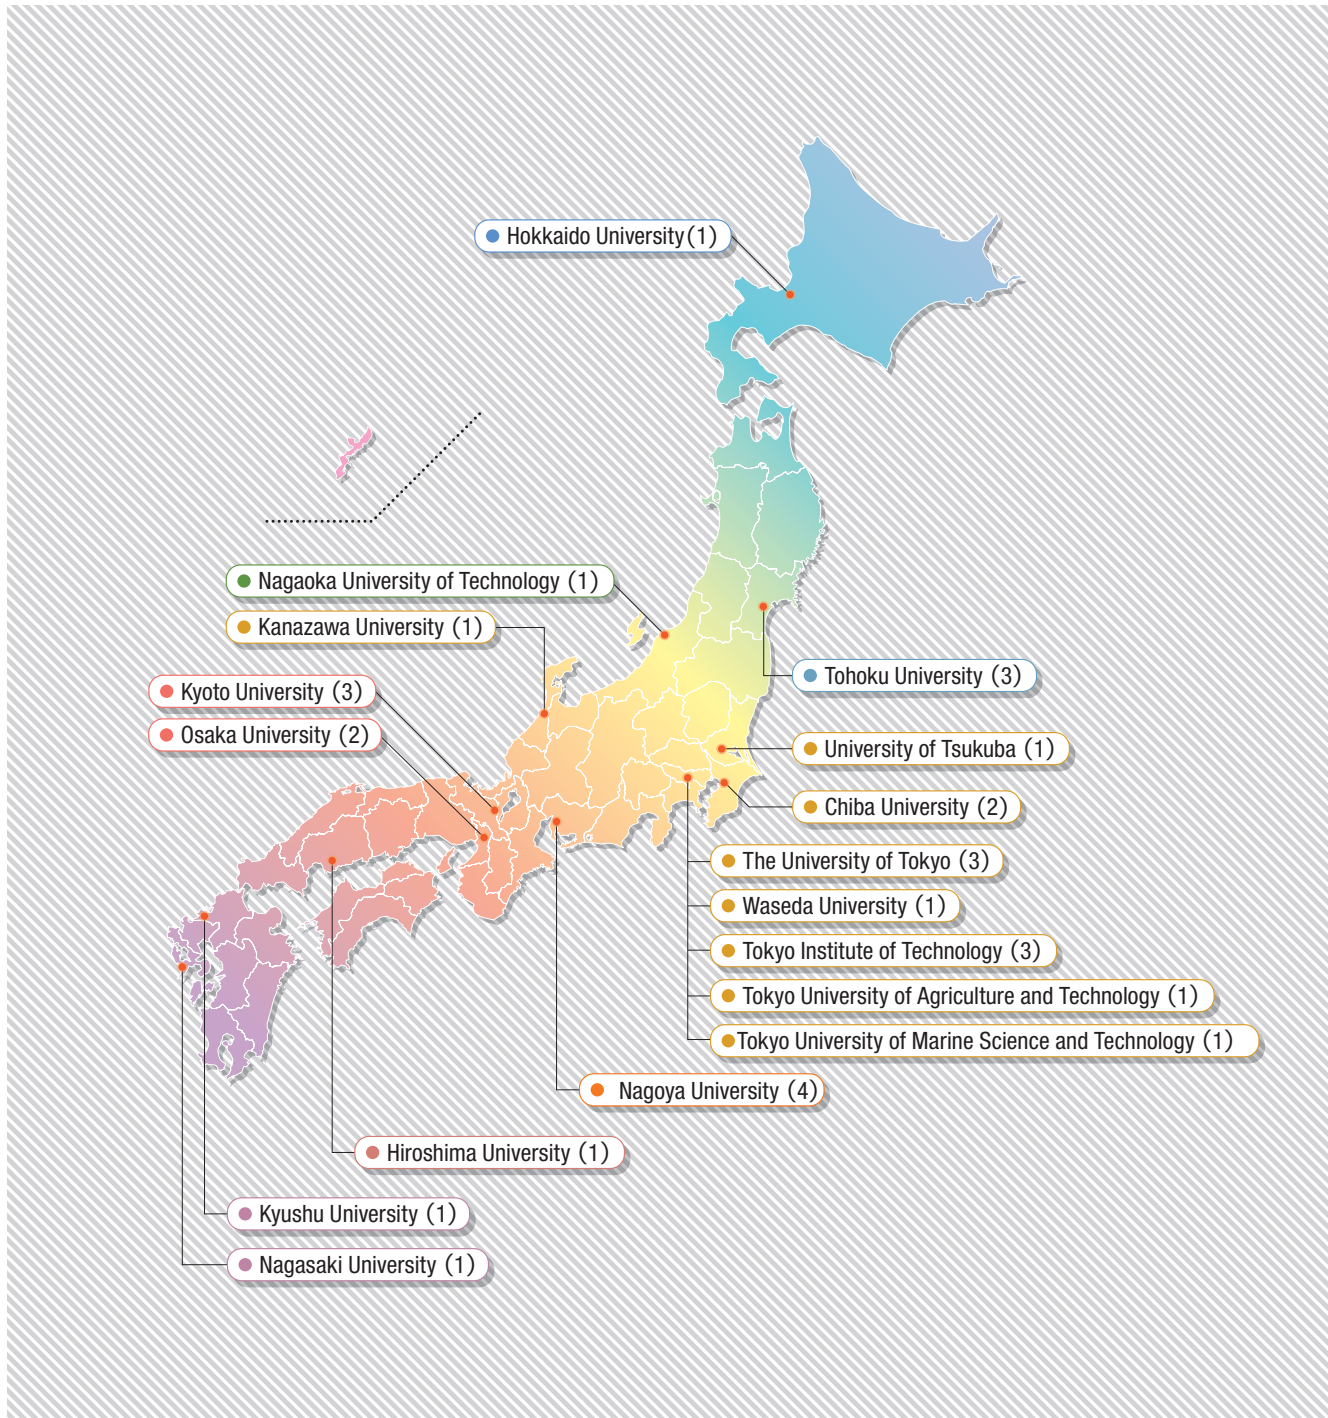 Hokkaido University (1)
Nagaoka University of Technology (1)
Kanazawa University (1)
Tohoku University (3)
Kyoto University (3)
Osaka University (2)
University of Tsukuba (1)
Chiba University (2)
The University of Tokyo (3)
Waseda University (1)
Tokyo Institute of Technology (3)
Tokyo University of Agriculture and Technology (1)
Tokyo University of Marine Science and Technology (1)
Nagoya University (4)
Hiroshima University (1)
Kyushu University (1)
Nagasaki University (1)